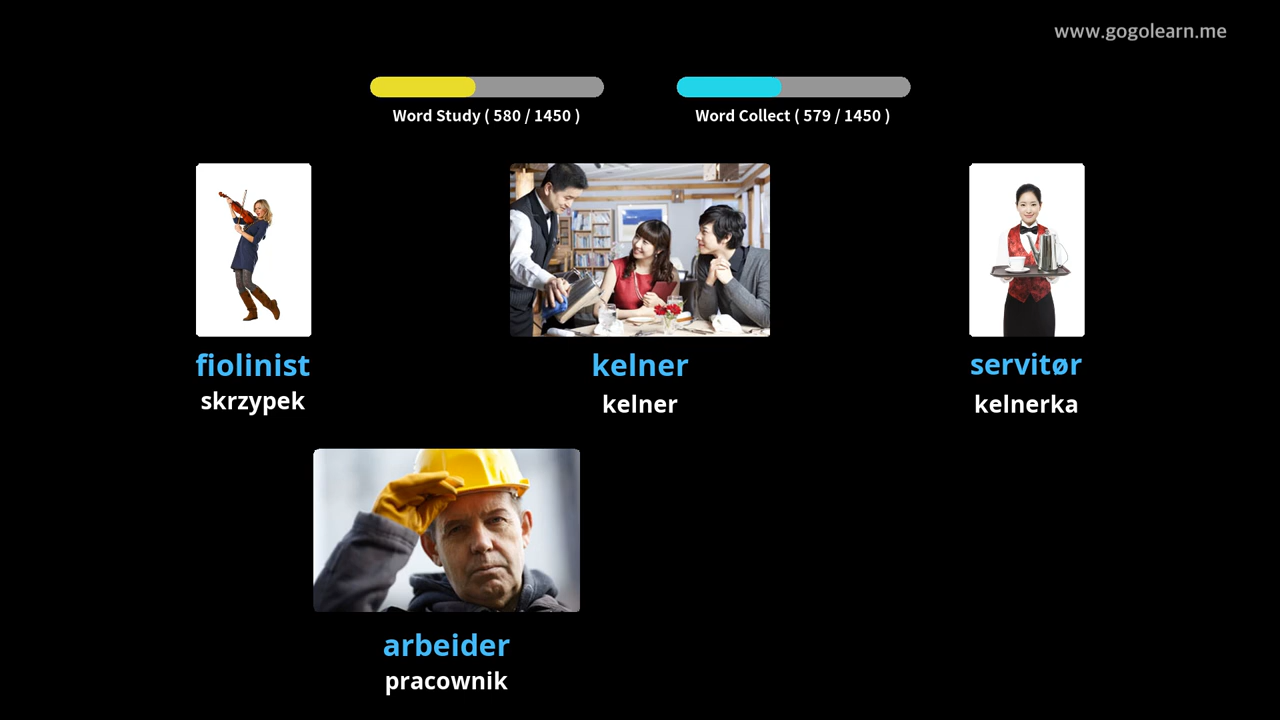 www.gogolearn.me
Word Study ( 580 / 1450 )
Word Collect ( 579 / 1450 )
fiolinist
skrzypek
kelner
kelner
servitør
kelnerka
arbeider
pracownik